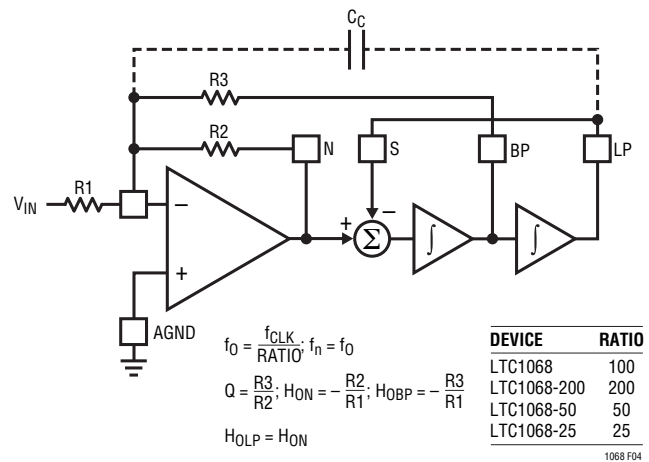 C_C
R3
R2
N
S
BP
LP
R1
V_IN
−
+
+
−
Σ
∫
∫
AGND
f_O = f_CLK / RATIO; f_n = f_O
Q = R3 / R2; H_ON = − R2 / R1; H_OBP = − R3 / R1
H_OLP = H_ON
DEVICE RATIO
LTC1068 100
LTC1068-200 200
LTC1068-50 50
LTC1068-25 25
1068 F04